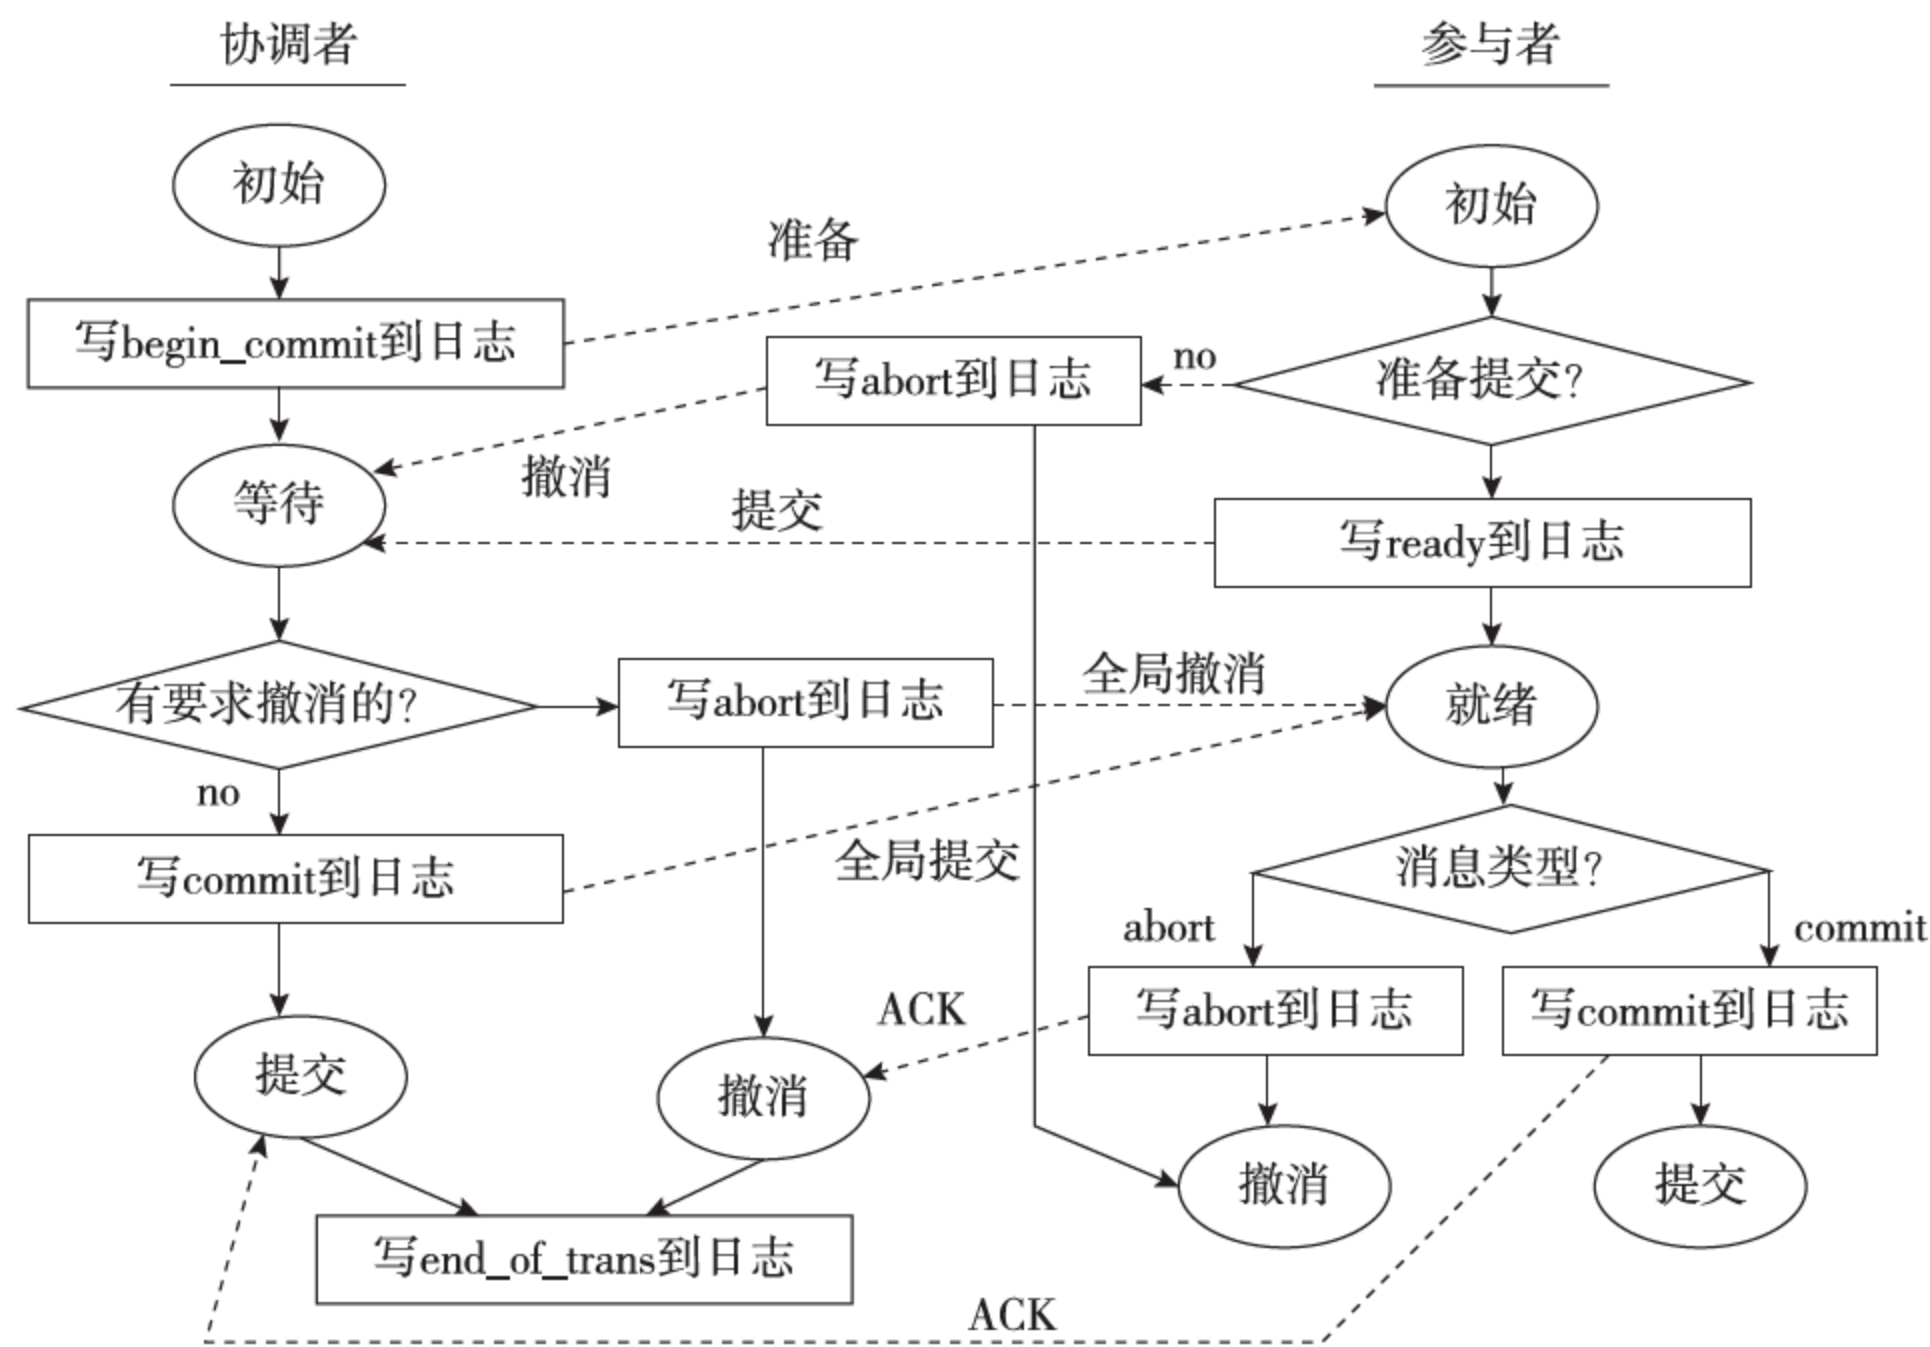 协调者
参与者
初始
初始
准备
写begin_commit到日志
写abort到日志
no
准备提交?
等待
撤消
提交
写ready到日志
有要求撤消的?
写abort到日志
全局撤消
就绪
no
写commit到日志
全局提交
消息类型?
abort
commit
ACK
写abort到日志
写commit到日志
提交
撤消
撤消
提交
写end_of_trans到日志
ACK